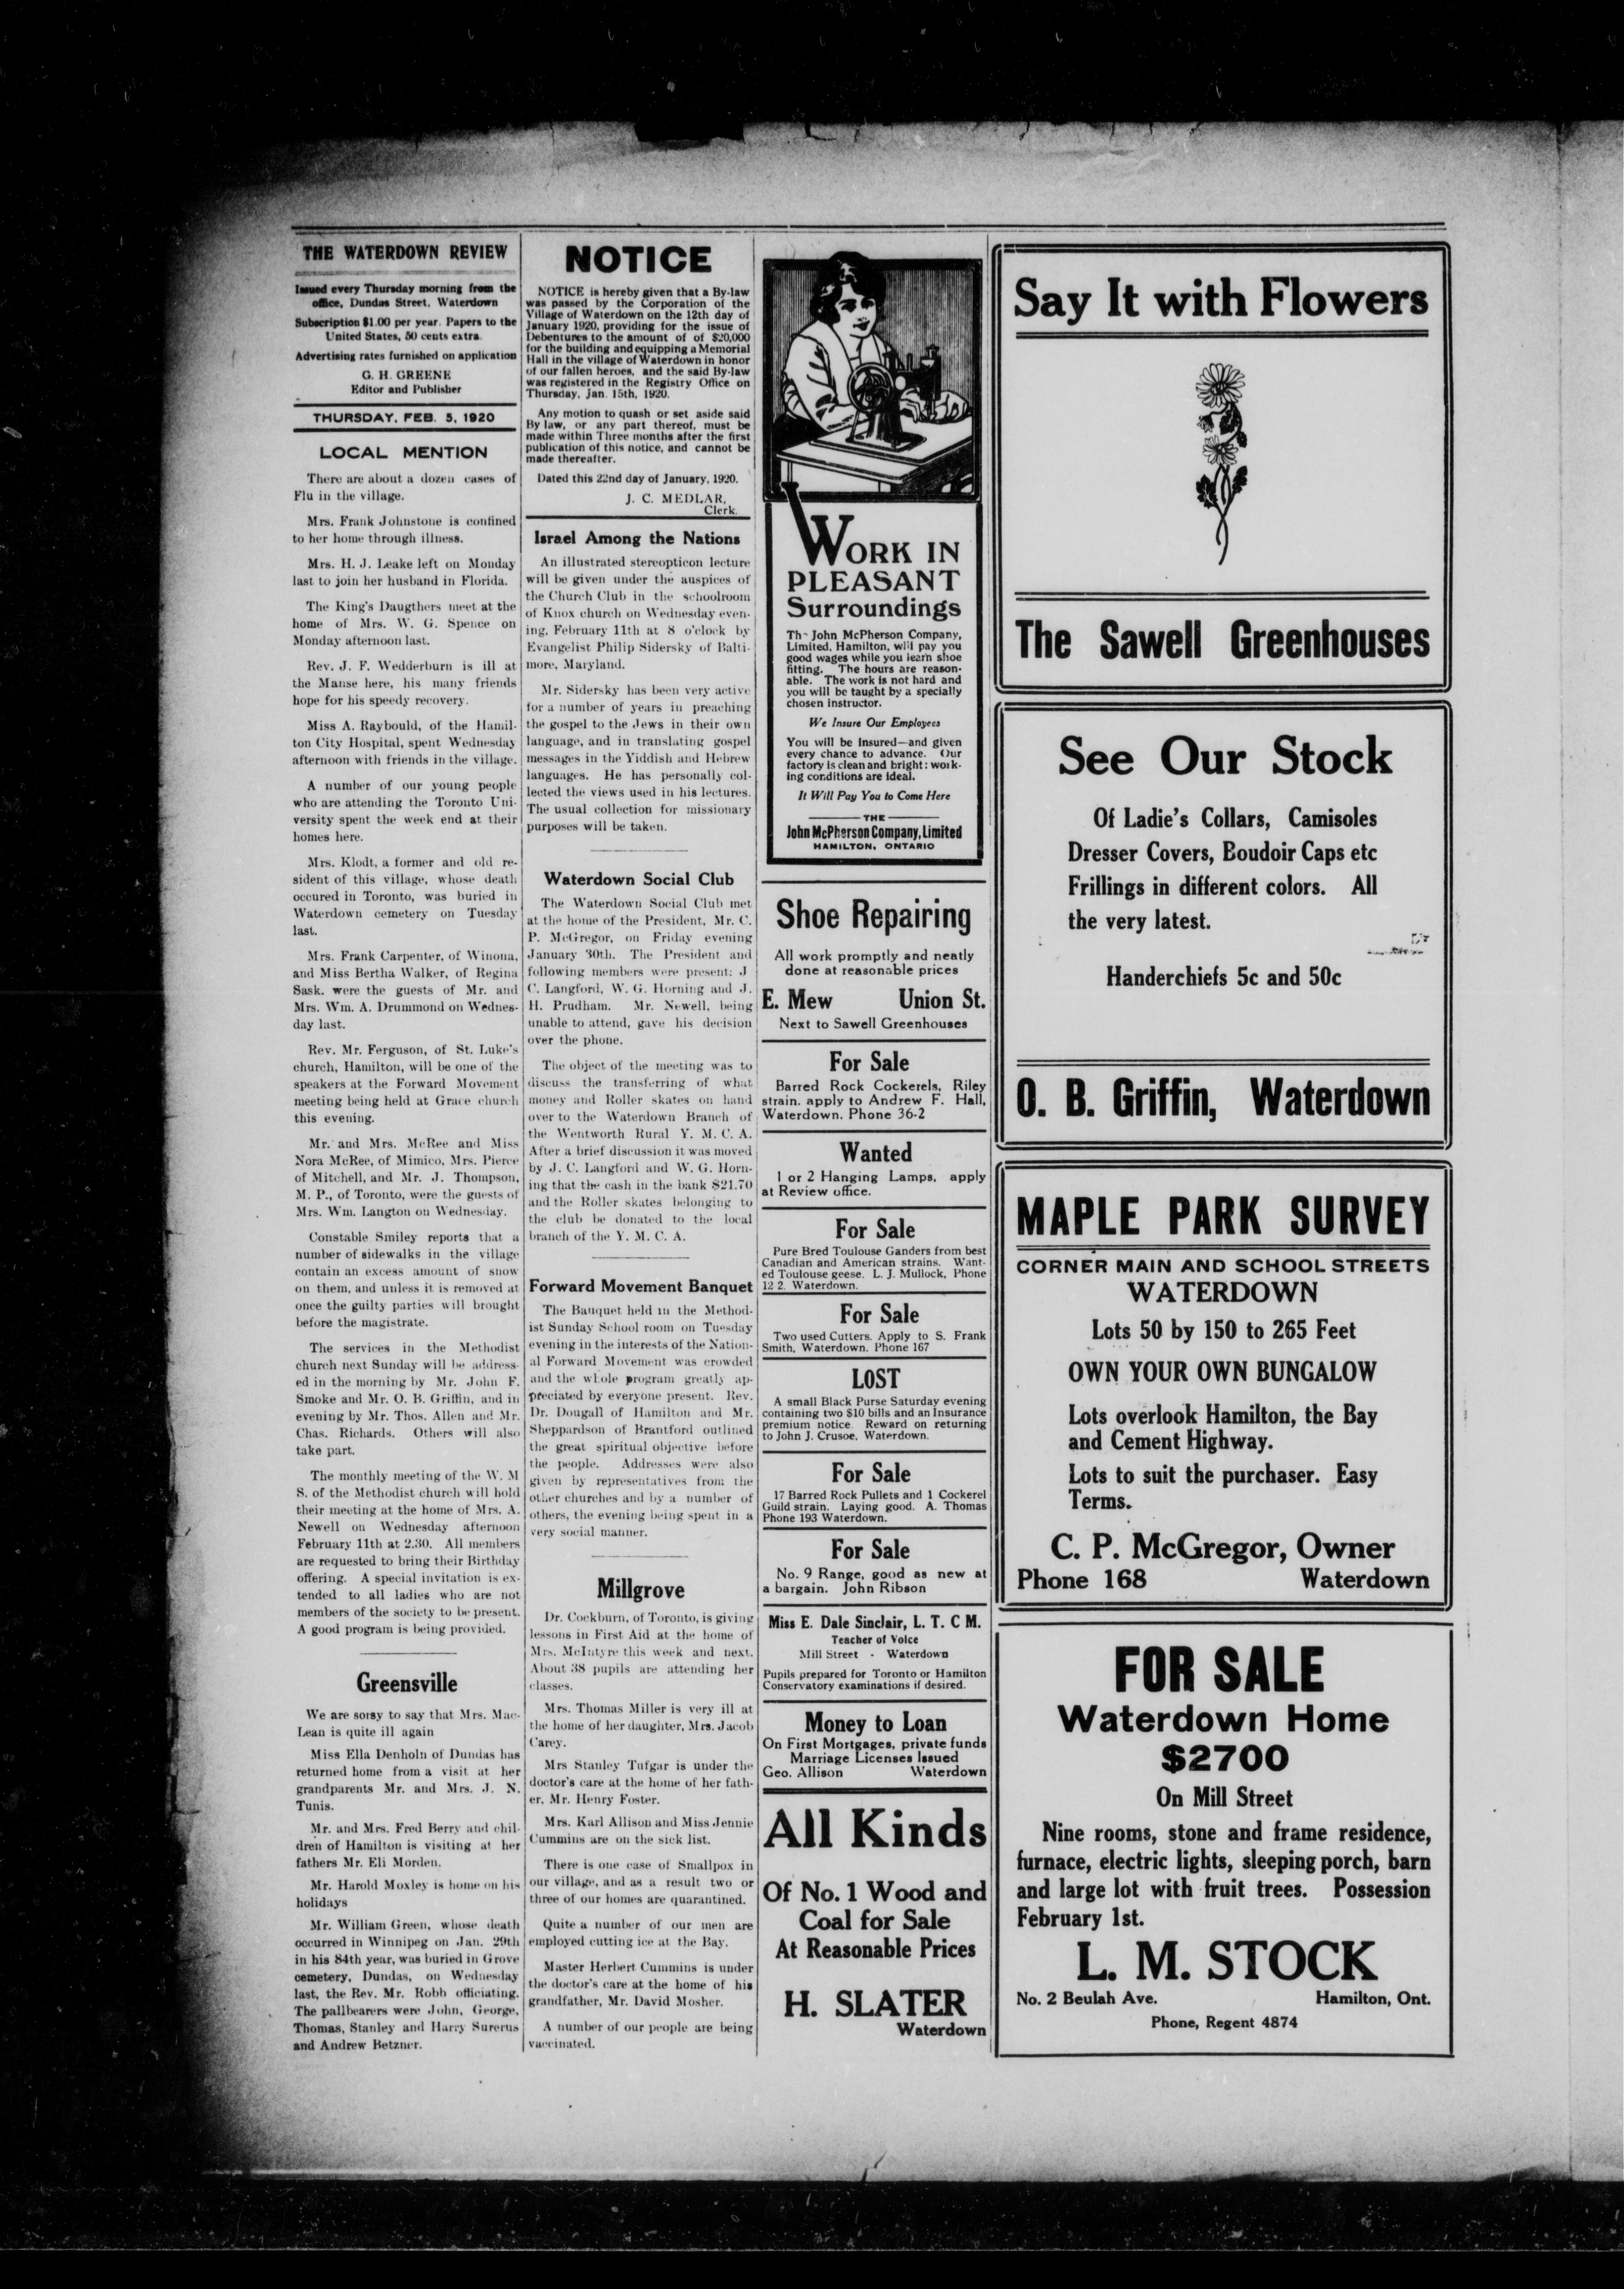 THE WATERDOWN REVIEW
Issued every Thursday morning from the
office, Dundas Street, Waterdown
Subscription $1.00 per year. Papers to the
United States, 50 cents extra.
Advertising rates furnished on application
G. H. GREENE
Editor and Publisher
THURSDAY, FEB. 5, 1920
LOCAL MENTION
There are about a dozen cases of
Flu in the village.
Mrs. Frank Johnstone is confined
to her home through illness.
Mrs. H. J. Leake left on Monday
last to join her husband in Florida.
The King's Daugthers meet at the
home of Mrs. W. G. Spence on
Monday afternoon last.
Rev. J. F. Wedderburn is ill at
the Manse here, his many friends
hope for his speedy recovery.
Miss A. Raybould, of the Hamil-
ton City Hospital, spent Wednesday
afternoon with friends in the village.
A number of our young people
who are attending the Toronto Uni-
versity spent the week end at their
homes here.
Mrs. Klodt, a former and old re-
sident of this village, whose death
occured in Toronto, was buried in
Waterdown cemetery on Tuesday
last.
Mrs. Frank Carpenter, of Winona,
and Miss Bertha Walker, of Regina
Sask. were the guests of Mr. and
Mrs. Wm. A. Drummond on Wednes-
day last.
Rev. Mr. Ferguson, of St. Luke's
church, Hamilton, will be one of the
speakers at the Forward Movement
meeting being held at Grace church
this evening.
Mr. and Mrs. McRee and Miss
Nora McRee, of Mimico, Mrs. Pierce
of Mitchell, and Mr. J. Thompson,
M. P., of Toronto, were the guests of
Mrs. Wm. Langton on Wednesday.
Constable Smiley reports that a
number of sidewalks in the village
contain an excess amount of snow
on them, and unless it is removed at
once the guilty parties will brought
before the magistrate.
The services in the Methodist
church next Sunday will be address-
ed in the morning by Mr. John F.
Smoke and Mr. O. B. Griffin, and in
evening by Mr. Thos. Allen and Mr.
Chas. Richards. Others will also
take part.
The monthly meeting of the W. M
S. of the Methodist church will hold
their meeting at the home of Mrs. A.
Newell on Wednesday afternoon
February 11th at 2.30. All members
are requested to bring their Birthday
offering. A special invitation is ex-
tended to all ladies who are not
members of the society to be present.
A good program is being provided.
Greensville
We are sorsy to say that Mrs. Mac-
Lean is quite ill again
Miss Ella Denholn of Dundas has
returned home from a visit at her
grandparents Mr. and Mrs. J. N.
Tunis.
Mr. and Mrs. Fred Berry and chil-
dren of Hamilton is visiting at her
fathers Mr. Eli Morden.
Mr. Harold Moxley is home on his
holidays
Mr. William Green, whose death
occurred in Winnipeg on Jan. 29th
in his 84th year, was buried in Grove
cemetery, Dundas, on Wednesday
last, the Rev. Mr. Robb officiating.
The pallbearers were John, George,
Thomas, Stanley and Harry Surerus
and Andrew Betzner.
NOTICE
NOTICE is hereby given that a By-law
was passed by the Corporation of the
Village of Waterdown on the 12th day of
January 1920, providing for the issue of
Debentures to the amount of of $20,000
for the building and equipping a Memorial
Hall in the village of Waterdown in honor
of our fallen heroes, and the said By-law
was registered in the Registry Office on
Thursday, Jan. 15th, 1920.
Any motion to quash or set aside said
By law, or any part thereof, must be
made within Three months after the first
publication of this notice, and cannot be
made thereafter.
Dated this 22nd day of January, 1920.
J. C. MEDLAR,
Clerk.
Israel Among the Nations
An illustrated stereopticon lecture
will be given under the auspices of
the Church Club in the schoolroom
of Knox church on Wednesday even-
ing, February 11th at 8 o'clock by
Evangelist Philip Sidersky of Balti-
more, Maryland.
Mr. Sidersky has been very active
for a number of years in preaching
the gospel to the Jews in their own
language, and in translating gospel
messages in the Yiddish and Hebrew
languages. He has personally col-
lected the views used in his lectures.
The usual collection for missionary
purposes will be taken.
Waterdown Social Club
The Waterdown Social Club met
at the home of the President, Mr. C.
P. McGregor, on Friday evening
January 30th. The President and
following members were present: J
C. Langford, W. G. Horning and J.
H. Prudham. Mr. Newell, being
unable to attend, gave his decision
over the phone.
The object of the meeting was to
discuss the transferring of what
money and Roller skates on hand
over to the Waterdown Branch of
the Wentworth Rural Y. M. C. A.
After a brief discussion it was moved
by J. C. Langford and W. G. Horn-
ing that the cash in the bank $21.70
and the Roller skates belonging to
the club be donated to the local
branch of the Y. M. C. A.
Forward Movement Banquet
The Banquet held in the Method-
ist Sunday School room on Tuesday
evening in the interests of the Nation-
al Forward Movement was crowded
and the whole program greatly ap-
preciated by everyone present. Rev.
Dr. Dougall of Hamilton and Mr.
Sheppardson of Brantford outlined
the great spiritual objective before
the people. Addresses were also
given by representatives from the
other churches and by a number of
others, the evening being spent in a
very social manner.
Millgrove
Dr. Cockburn, of Toronto, is giving
lessons in First Aid at the home of
Mrs. McIntyre this week and next.
About 38 pupils are attending her
classes.
Mrs. Thomas Miller is very ill at
the home of her daughter, Mrs. Jacob
Carey.
Mrs Stanley Tufgar is under the
doctor's care at the home of her fath-
er, Mr. Henry Foster.
Mrs. Karl Allison and Miss Jennie
Cummins are on the sick list.
There is one case of Smallpox in
our village, and as a result two or
three of our homes are quarantined.
Quite a number of our men are
employed cutting ice at the Bay.
Master Herbert Cummins is under
the doctor's care at the home of his
grandfather, Mr. David Mosher.
A number of our people are being
vaccinated.
WORK IN
PLEASANT
Surroundings
Th- John McPherson Company,
Limited, Hamilton, will pay you
good wages while you learn shoe
fitting. The hours are reason-
able. The work is not hard and
you will be taught by a specially
chosen instructor.
We Insure Our Employees
You will be insured—and given
every chance to advance. Our
factory is clean and bright: work-
ing conditions are ideal.
It Will Pay You to Come Here
THE
John McPherson Company, Limited
HAMILTON, ONTARIO
Shoe Repairing
All work promptly and neatly
done at reasonable prices
E. Mew Union St.
Next to Sawell Greenhouses
For Sale
Barred Rock Cockerels, Riley
strain. apply to Andrew F. Hall,
Waterdown. Phone 36-2
Wanted
1 or 2 Hanging Lamps, apply
at Review office.
For Sale
Pure Bred Toulouse Ganders from best
Canadian and American strains. Want-
ed Toulouse geese. L. J. Mullock, Phone
12 2. Waterdown.
For Sale
Two used Cutters. Apply to S. Frank
Smith, Waterdown. Phone 167
LOST
A small Black Purse Saturday evening
containing two $10 bills and an Insurance
premium notice. Reward on returning
to John J. Crusoe, Waterdown.
For Sale
17 Barred Rock Pullets and 1 Cockerel
Guild strain. Laying good. A. Thomas
Phone 193 Waterdown.
For Sale
No. 9 Range, good as new at
a bargain. John Ribson
Miss E. Dale Sinclair, L. T. C M.
Teacher of Voice
Mill Street - Waterdown
Pupils prepared for Toronto or Hamilton
Conservatory examinations if desired.
Money to Loan
On First Mortgages, private funds
Marriage Licenses Issued
Geo. Allison Waterdown
All Kinds
Of No. 1 Wood and
Coal for Sale
At Reasonable Prices
H. SLATER
Waterdown
Say It with Flowers
The Sawell Greenhouses
See Our Stock
Of Ladie's Collars, Camisoles
Dresser Covers, Boudoir Caps etc
Frillings in different colors. All
the very latest.
Handerchiefs 5c and 50c
O. B. Griffin, Waterdown
MAPLE PARK SURVEY
CORNER MAIN AND SCHOOL STREETS
WATERDOWN
Lots 50 by 150 to 265 Feet
OWN YOUR OWN BUNGALOW
Lots overlook Hamilton, the Bay
and Cement Highway.
Lots to suit the purchaser. Easy
Terms.
C. P. McGregor, Owner
Phone 168 Waterdown
FOR SALE
Waterdown Home
$2700
On Mill Street
Nine rooms, stone and frame residence,
furnace, electric lights, sleeping porch, barn
and large lot with fruit trees. Possession
February 1st.
L. M. STOCK
No. 2 Beulah Ave. Hamilton, Ont.
Phone, Regent 4874